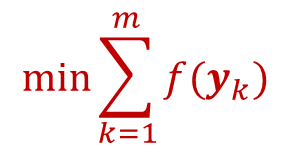 min ∑_{k=1}^{m} f(𝒚_k)